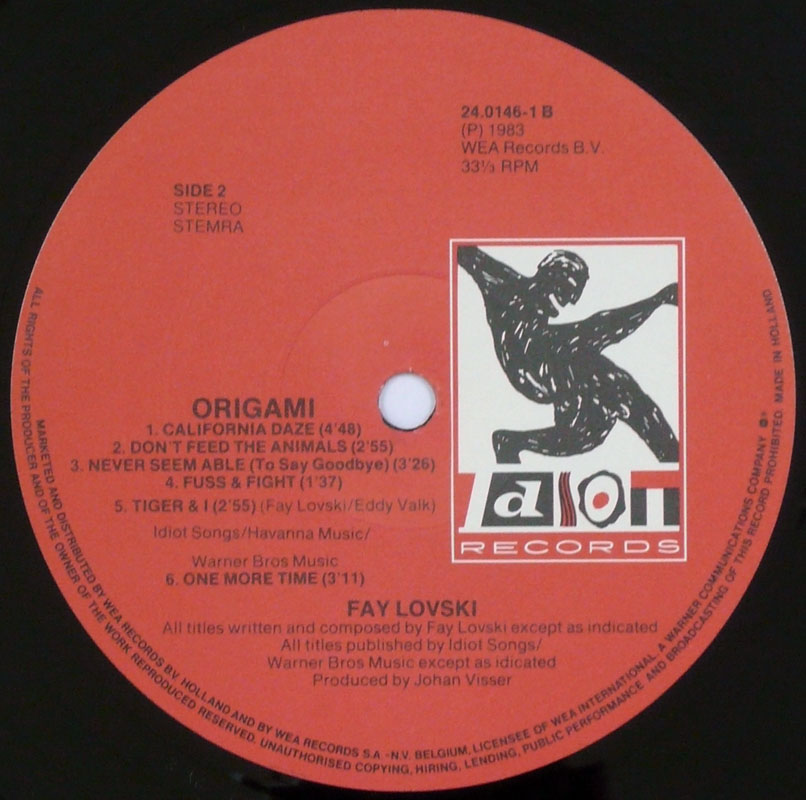 24.0146-1 B
(P) 1983
WEA Records B.V.
33⅓ RPM
SIDE 2
STEREO
STEMRA
Idiot
RECORDS
ORIGAMI
1. CALIFORNIA DAZE (4'48)
2. DON'T FEED THE ANIMALS (2'55)
3. NEVER SEEM ABLE (To Say Goodbye) (3'26)
4. FUSS & FIGHT (1'37)
5. TIGER & I (2'55) (Fay Lovski/Eddy Valk)
Idiot Songs/Havanna Music/
Warner Bros Music
6. ONE MORE TIME (3'11)
FAY LOVSKI
All titles written and composed by Fay Lovski except as indicated
All titles published by Idiot Songs/
Warner Bros Music except as idicated
Produced by Johan Visser
ALL RIGHTS OF THE PRODUCER AND OF THE OWNER OF THE WORK REPRODUCED RESERVED. UNAUTHORISED COPYING, HIRING, LENDING, PUBLIC PERFORMANCE AND BROADCASTING OF THIS RECORD PROHIBITED. MADE IN HOLLAND
MARKETED AND DISTRIBUTED BY WEA RECORDS B.V. HOLLAND AND BY WEA RECORDS S.A -N.V. BELGIUM, LICENSEE OF WEA INTERNATIONAL, A WARNER COMMUNICATIONS COMPANY